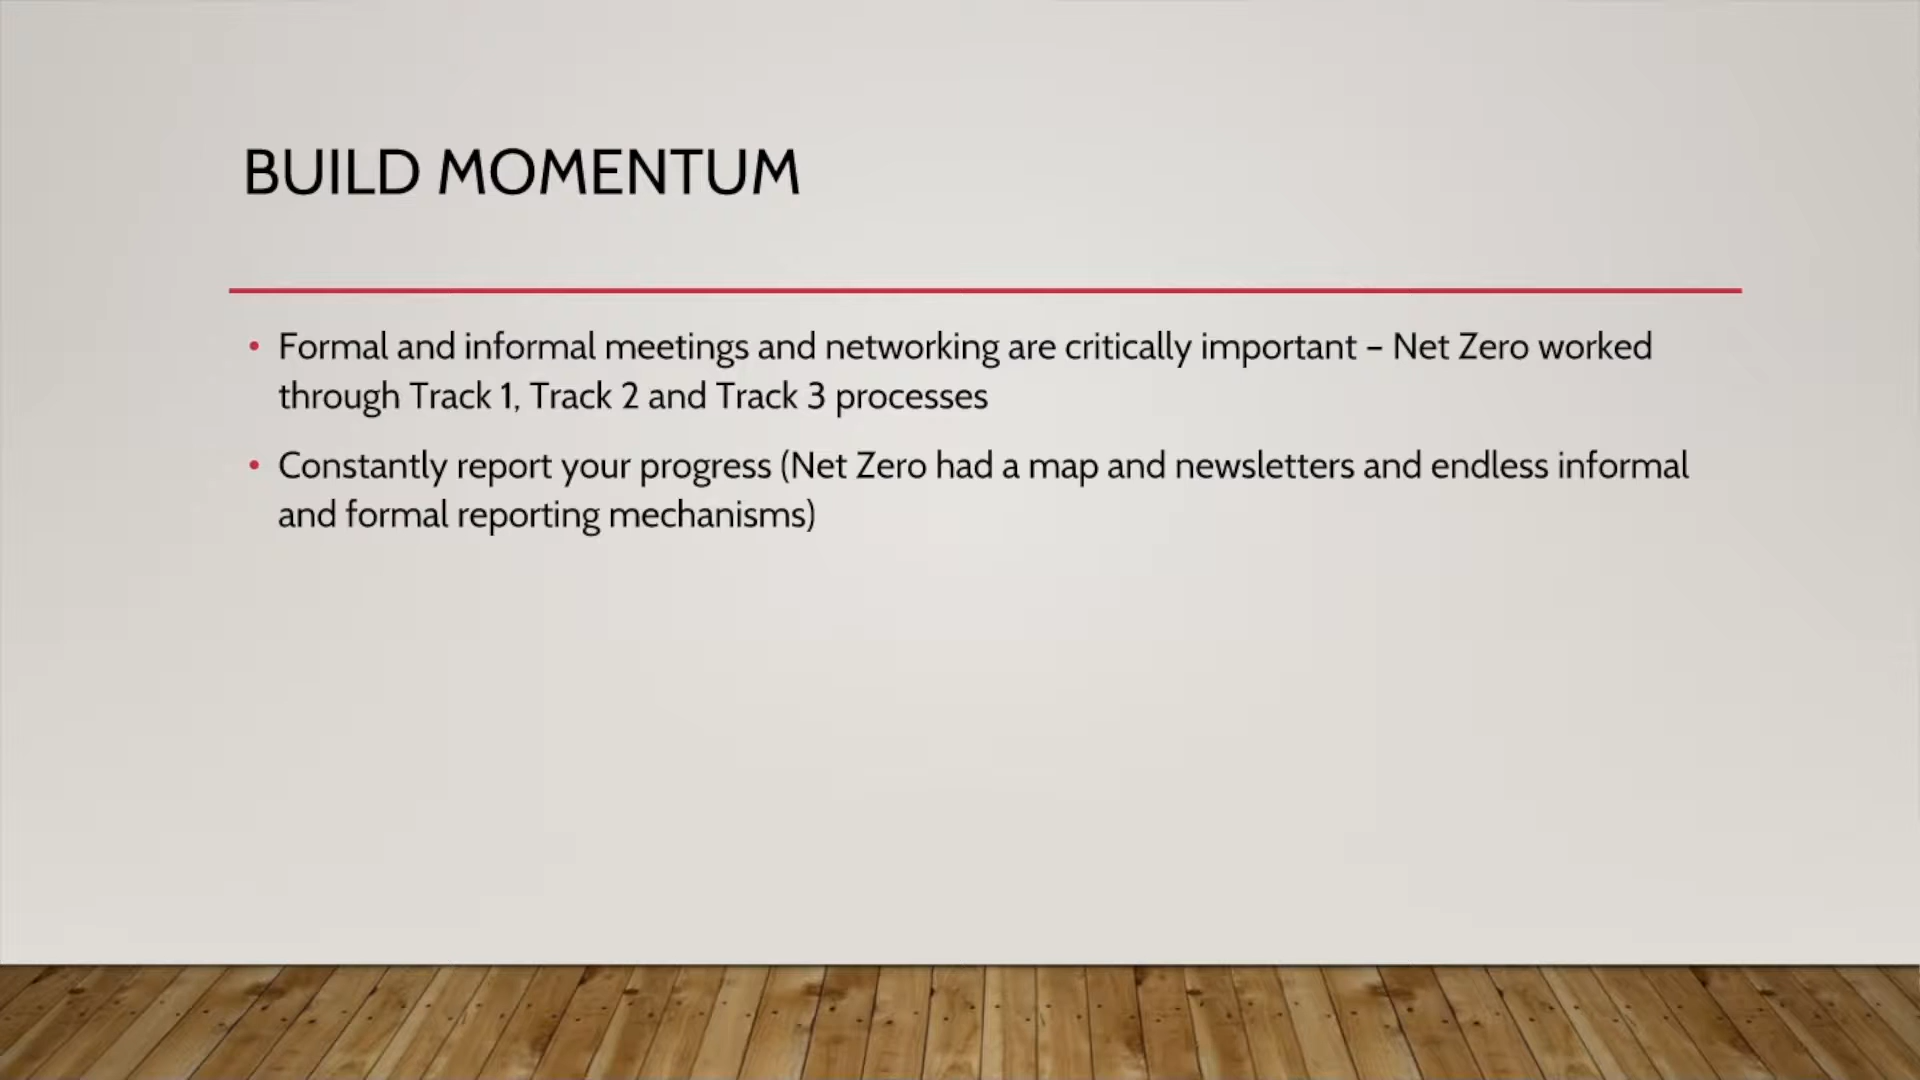 BUILD MOMENTUM
• Formal and informal meetings and networking are critically important – Net Zero worked
through Track 1, Track 2 and Track 3 processes
• Constantly report your progress (Net Zero had a map and newsletters and endless informal
and formal reporting mechanisms)